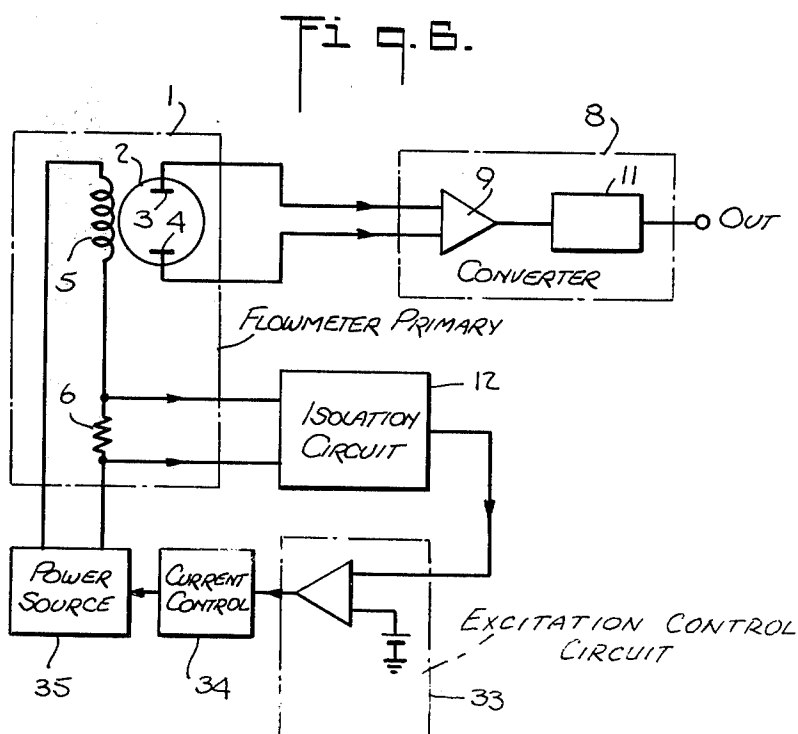 Fig. 6.
1
8
2
9
11
3 4
OUT
5
CONVERTER
FLOWMETER PRIMARY
6
12
ISOLATION
CIRCUIT
POWER
SOURCE
CURRENT
CONTROL
EXCITATION CONTROL
CIRCUIT
35
34
33